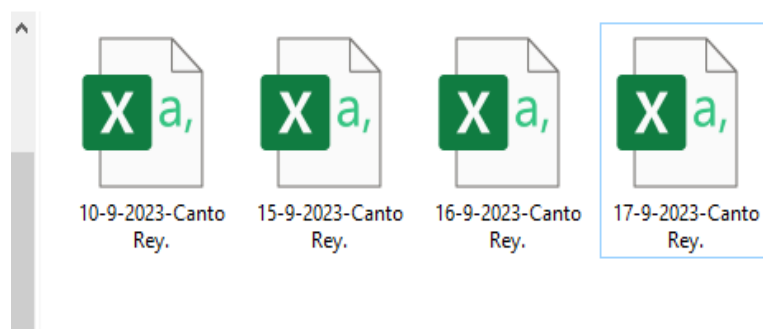 X a,
X a,
X a,
X a,
10-9-2023-Canto
Rey.
15-9-2023-Canto
Rey.
16-9-2023-Canto
Rey.
17-9-2023-Canto
Rey.